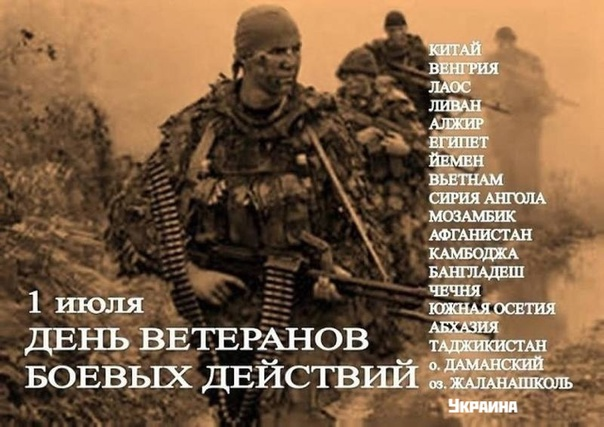 КИТАЙ
ВЕНГРИЯ
ЛАОС
ЛИВАН
АЛЖИР
ЕГИПЕТ
ЙЕМЕН
ВЬЕТНАМ
СИРИЯ АНГОЛА
МОЗАМБИК
АФГАНИСТАН
КАМБОДЖА
БАНГЛАДЕШ
ЧЕЧНЯ
ЮЖНАЯ ОСЕТИЯ
АБХАЗИЯ
ТАДЖИКИСТАН
о. ДАМАНСКИЙ
оз. ЖАЛАНАШКОЛЬ
УКРАИНА
1 июля
ДЕНЬ ВЕТЕРАНОВ
БОЕВЫХ ДЕЙСТВИЙ